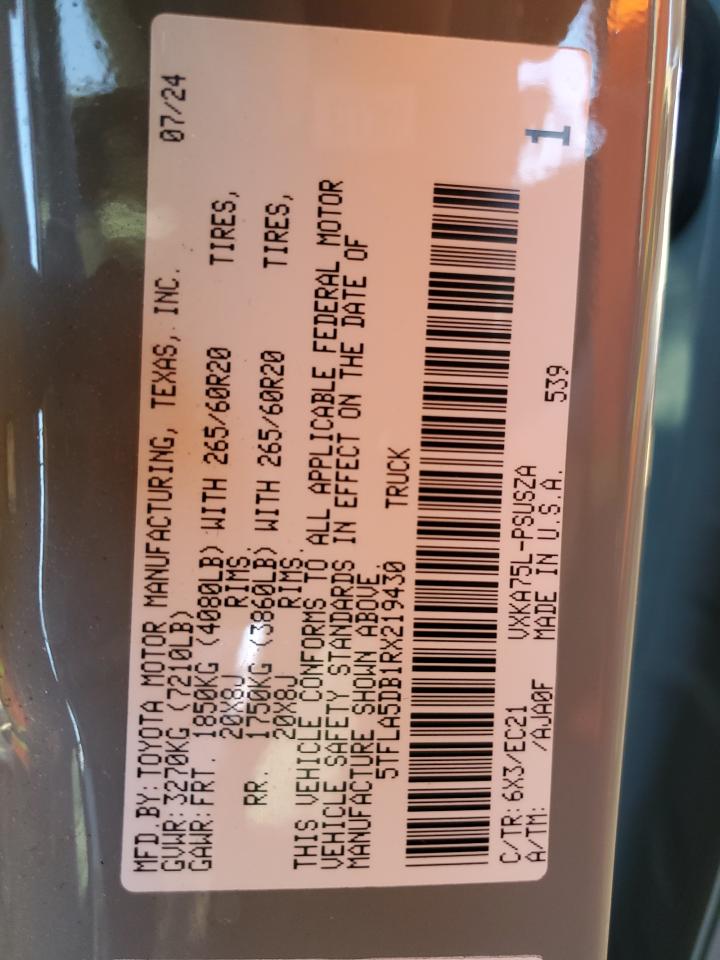 07/24
MFD.BY:TOYOTA MOTOR MANUFACTURING, TEXAS, INC.
GVWR:3270KG (7210LB)
GAWR:FRT. 1850KG (4080LB) WITH 265/60R20 TIRES,
20X8J RIMS.
RR. 1750KG (3860LB) WITH 265/60R20 TIRES,
20X8J RIMS.
THIS VEHICLE CONFORMS TO ALL APPLICABLE FEDERAL MOTOR
VEHICLE SAFETY STANDARDS IN EFFECT ON THE DATE OF
MANUFACTURE SHOWN ABOVE.
5TFLA5DB1RX219430 TRUCK
C/TR:6X3/EC21 VXKA75L-PSUSZA
A/TM: /AJA0F MADE IN U.S.A. 539
1